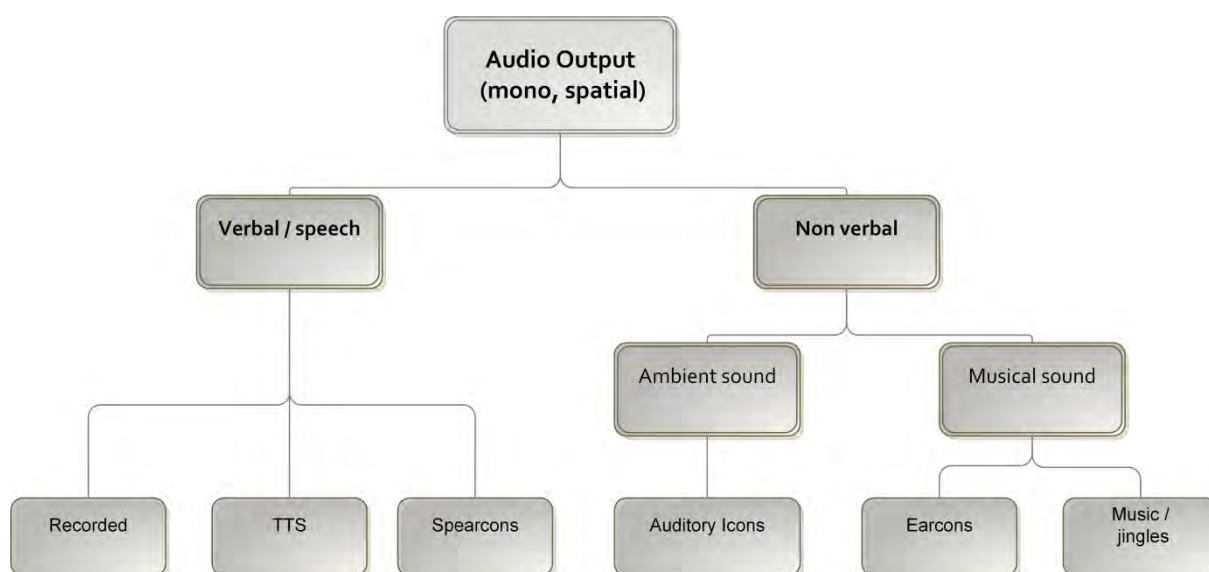 Audio Output
(mono, spatial)
Verbal / speech
Non verbal
Ambient sound
Musical sound
Recorded
TTS
Spearcons
Auditory Icons
Earcons
Music /
jingles